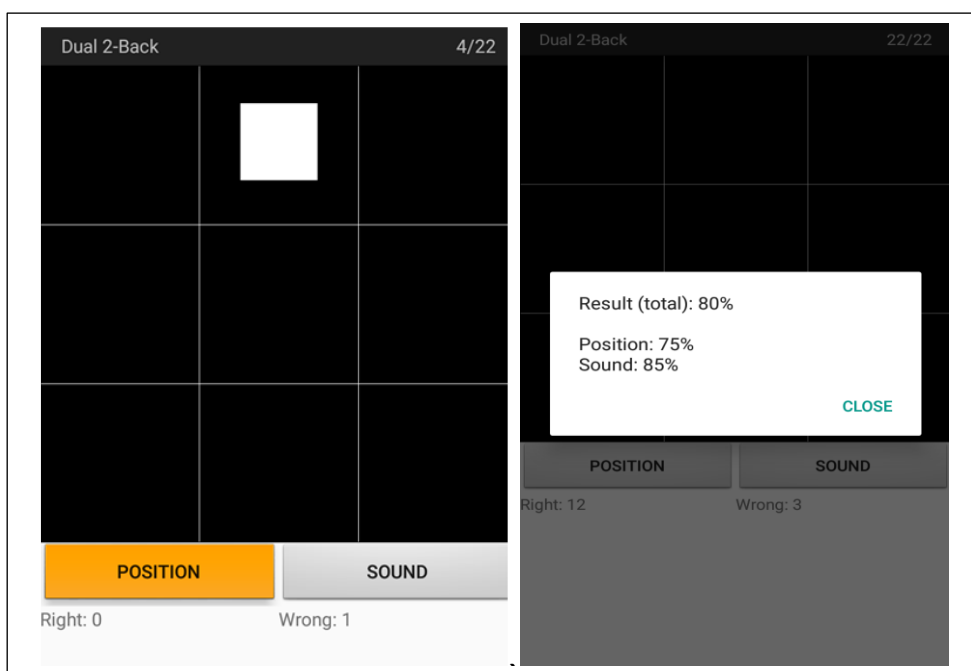 Dual 2-Back 4/22
POSITION SOUND
Right: 0 Wrong: 1
Dual 2-Back 22/22
Result (total): 80%
Position: 75%
Sound: 85%
CLOSE
POSITION SOUND
Right: 12 Wrong: 3